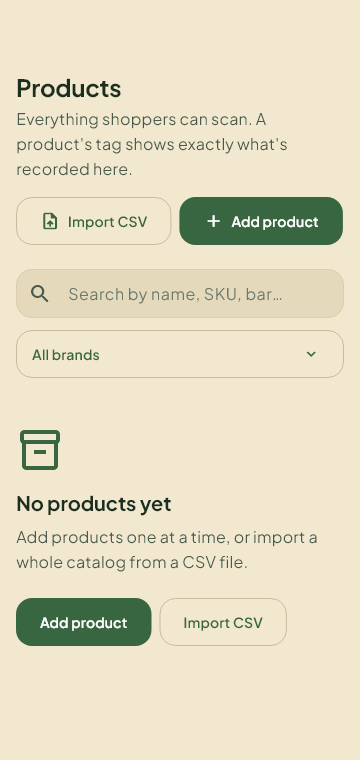 Products
Everything shoppers can scan. A
product's tag shows exactly what's
recorded here.
Import CSV
Add product
Search by name, SKU, bar…
All brands
No products yet
Add products one at a time, or import a
whole catalog from a CSV file.
Add product
Import CSV